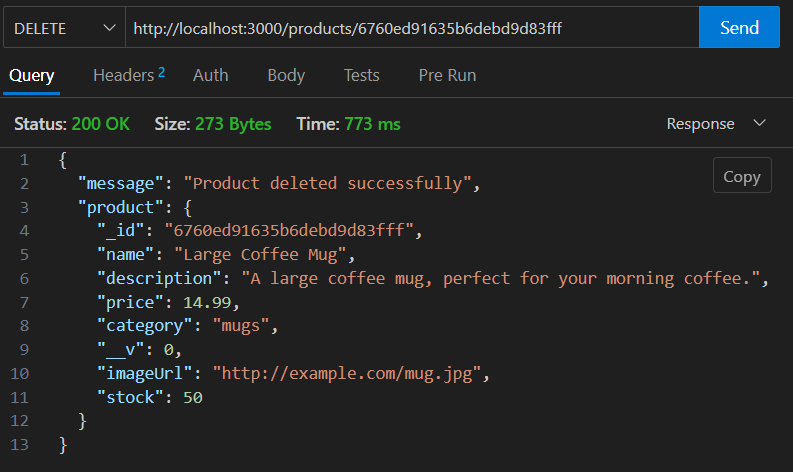 DELETE http://localhost:3000/products/6760ed91635b6debd9d83fff Send
Query Headers 2 Auth Body Tests Pre Run
Status: 200 OK Size: 273 Bytes Time: 773 ms Response
Copy
1 {
2 "message": "Product deleted successfully",
3 "product": {
4 "_id": "6760ed91635b6debd9d83fff",
5 "name": "Large Coffee Mug",
6 "description": "A large coffee mug, perfect for your morning coffee.",
7 "price": 14.99,
8 "category": "mugs",
9 "__v": 0,
10 "imageUrl": "http://example.com/mug.jpg",
11 "stock": 50
12 }
13 }